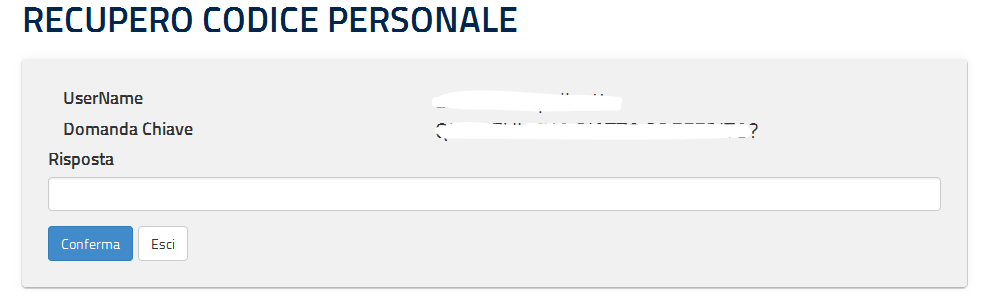 RECUPERO CODICE PERSONALE
UserName
Domanda Chiave
Risposta
Conferma Esci